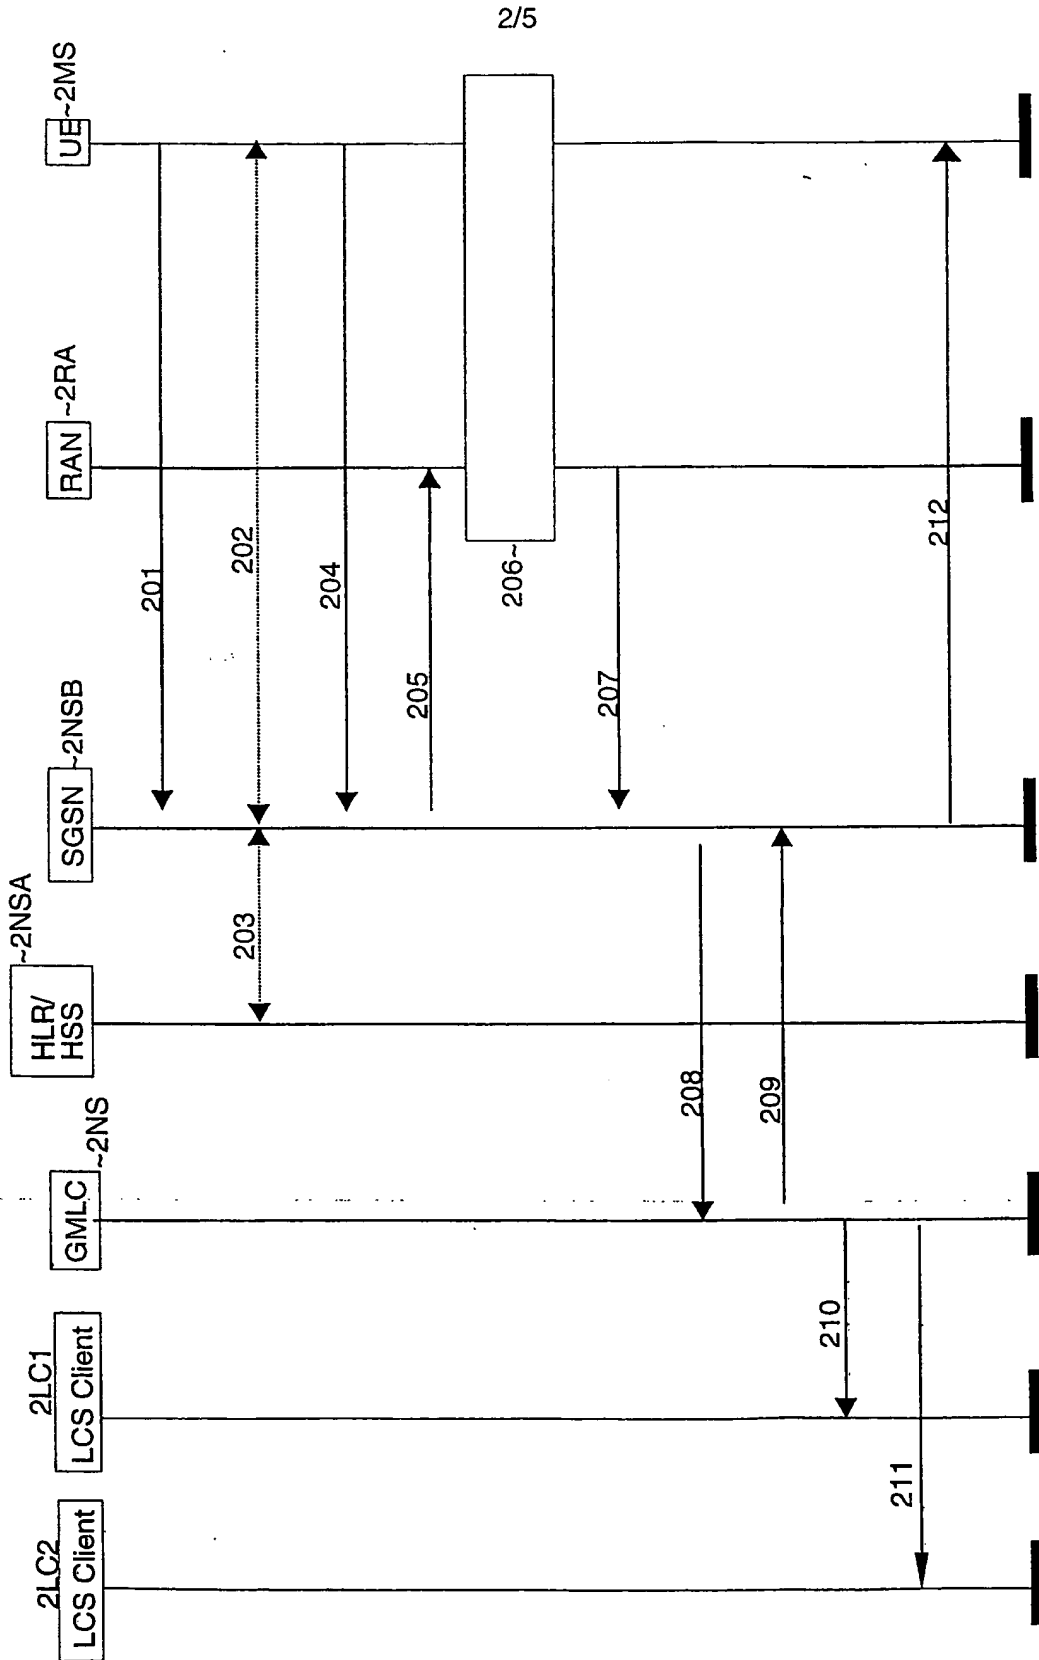 2/5
UE ~2MS
RAN ~2RA
SGSN ~2NSB
HLR/
HSS
~2NSA
GMLC
~2NS
2LC1
LCS Client
2LC2
LCS Client
201
202
203
204
205
206~
207
208
209
210
211
212